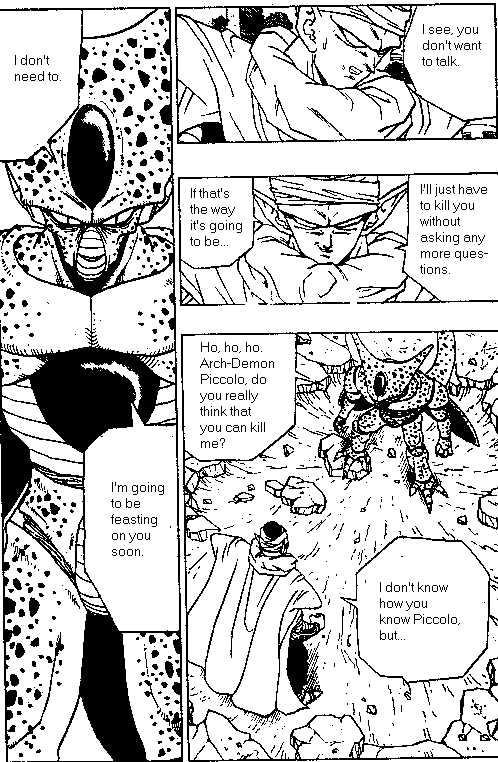 I don't
need to.
I'm going
to be
feasting
on you
soon.
I see, you
don't want
to talk.
If that's
the way
it's going
to be...
I'll just have
to kill you
without
asking any
more ques-
tions.
Ho, ho, ho.
Arch-Demon
Piccolo, do
you really
think that
you can kill
me?
I don't know
how you
know Piccolo,
but...